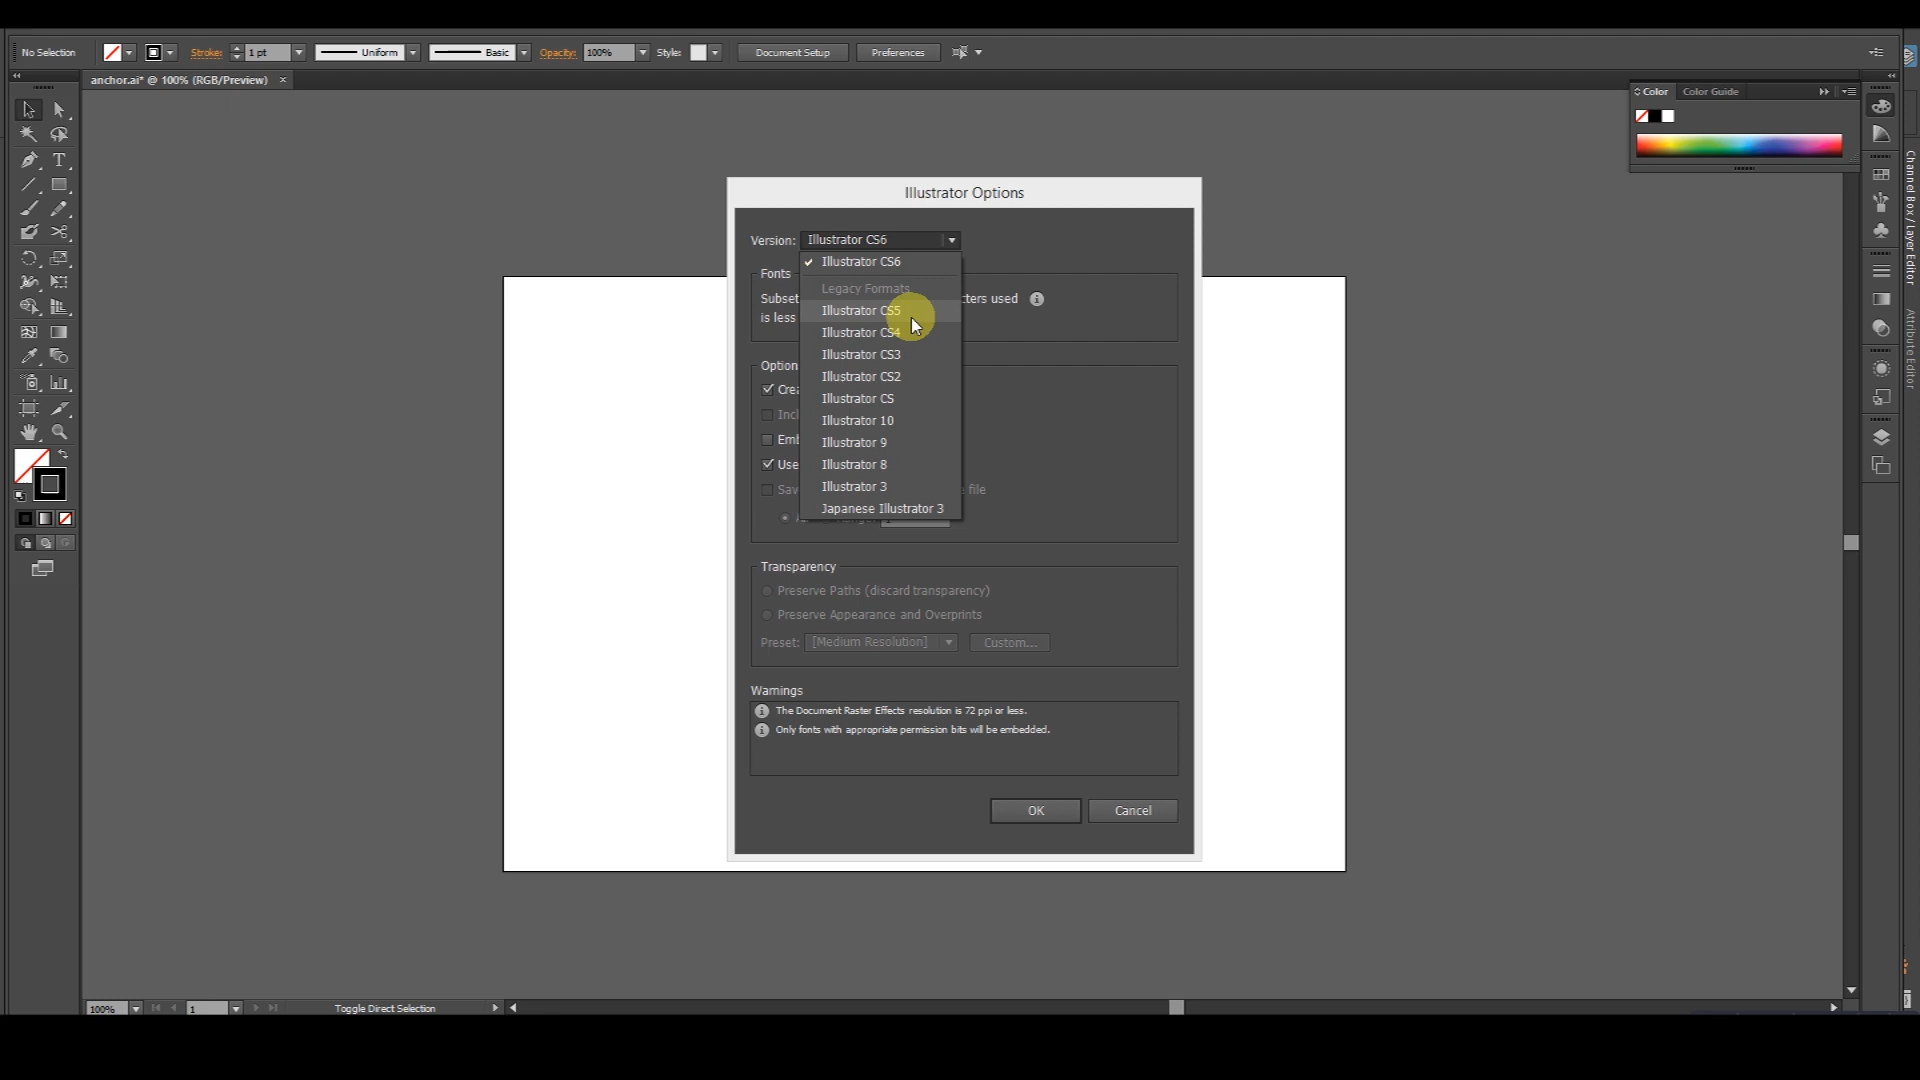 No Selection
Stroke:
1 pt
Uniform
Basic
Opacity:
100%
Style:
Document Setup
Preferences
anchor.ai* @ 100% (RGB/Preview)
Color
Color Guide
Channel Box / Layer Editor
Attribute Editor
Illustrator Options
Version:
Illustrator CS6
Illustrator CS6
Fonts
Legacy Formats
Subset
cters used
Illustrator CS5
is less
Illustrator CS4
Illustrator CS3
Option
Illustrator CS2
Crea
Illustrator CS
Incl
Illustrator 10
Emb
Illustrator 9
Use
Illustrator 8
Sav
Illustrator 3
file
Japanese Illustrator 3
Transparency
Preserve Paths (discard transparency)
Preserve Appearance and Overprints
Preset:
[Medium Resolution]
Custom...
Warnings
The Document Raster Effects resolution is 72 ppi or less.
Only fonts with appropriate permission bits will be embedded.
OK
Cancel
100%
1
Toggle Direct Selection